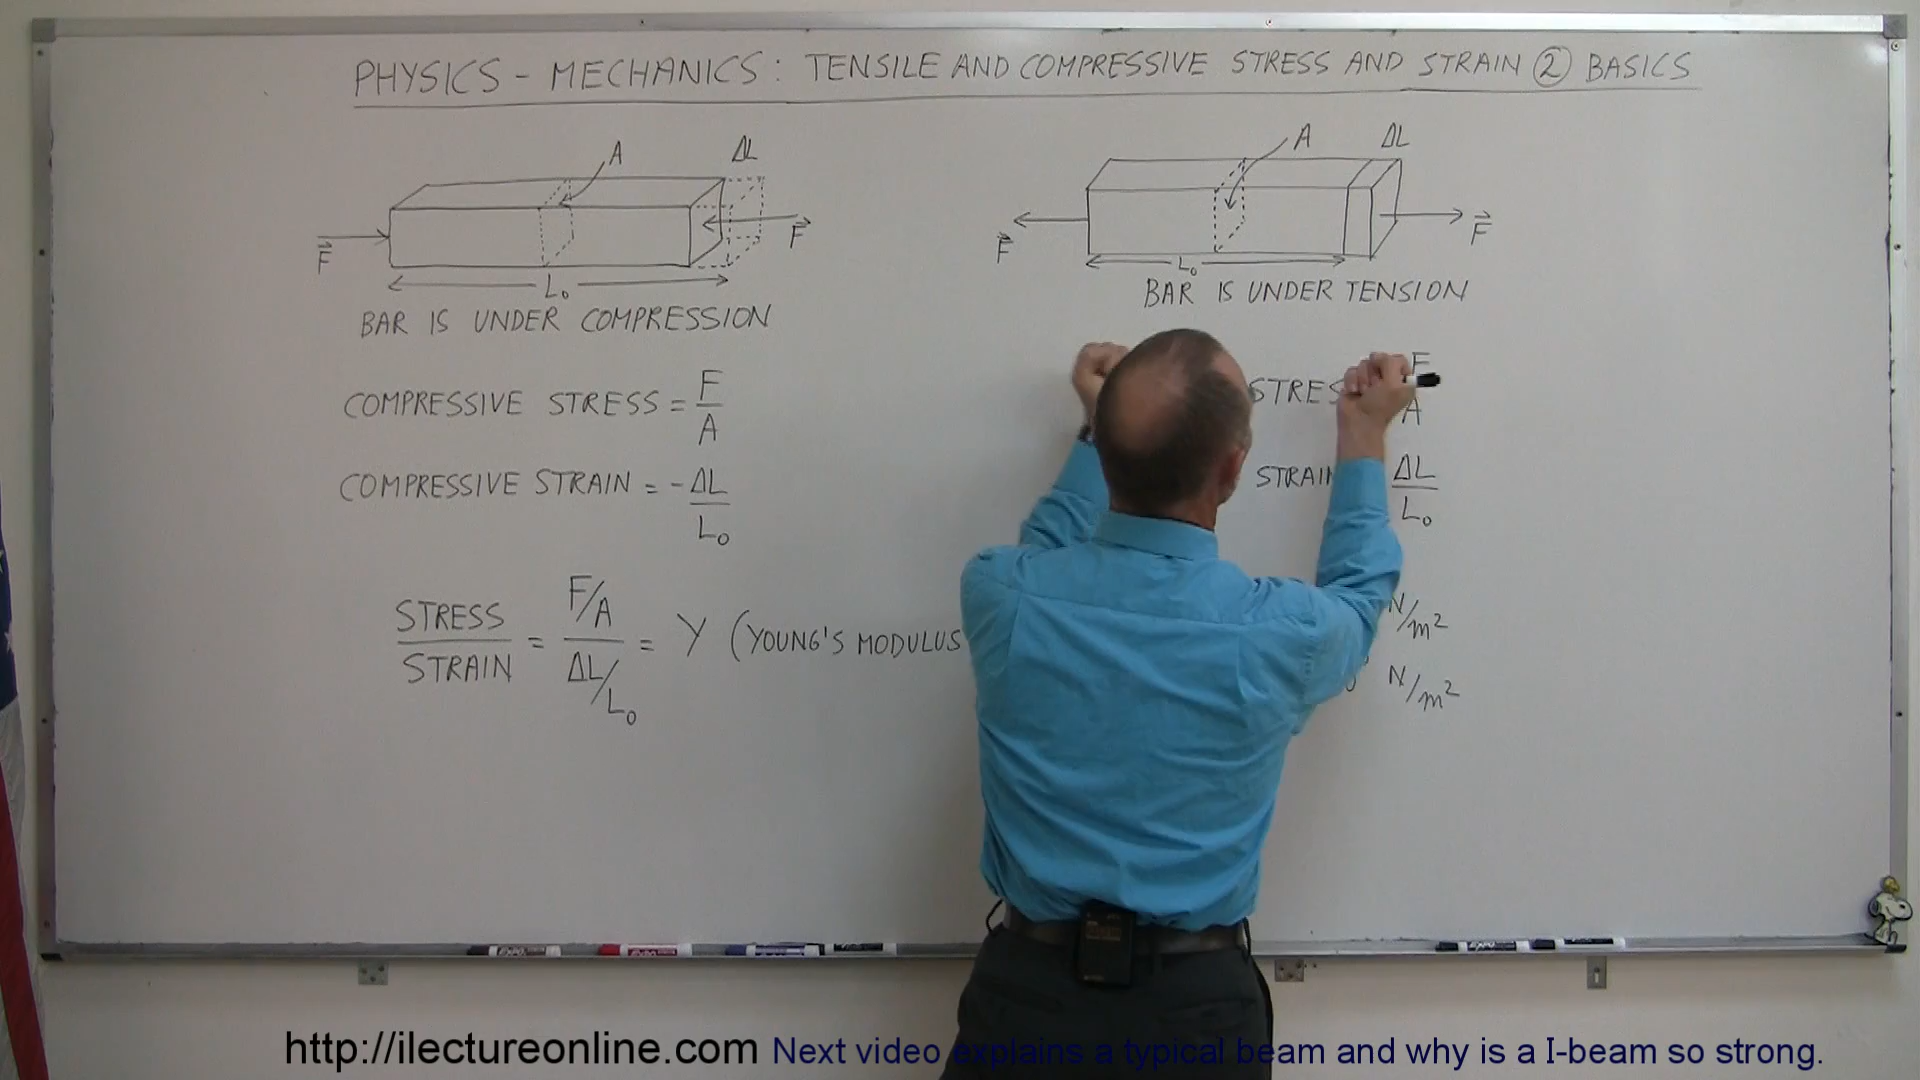 PHYSICS - MECHANICS: TENSILE AND COMPRESSIVE STRESS AND STRAIN ② BASICS
A ΔL
F F
L₀
BAR IS UNDER COMPRESSION
COMPRESSIVE STRESS = F/A
COMPRESSIVE STRAIN = - ΔL/L₀
STRESS/STRAIN = F/A / ΔL/L₀ = Y (YOUNG'S MODULUS
A ΔL
F F
L₀
BAR IS UNDER TENSION
F/A
ΔL/L₀
N/m²
N/m²
EXPO
http://ilectureonline.com Next video explains a typical beam and why is a I-beam so strong.